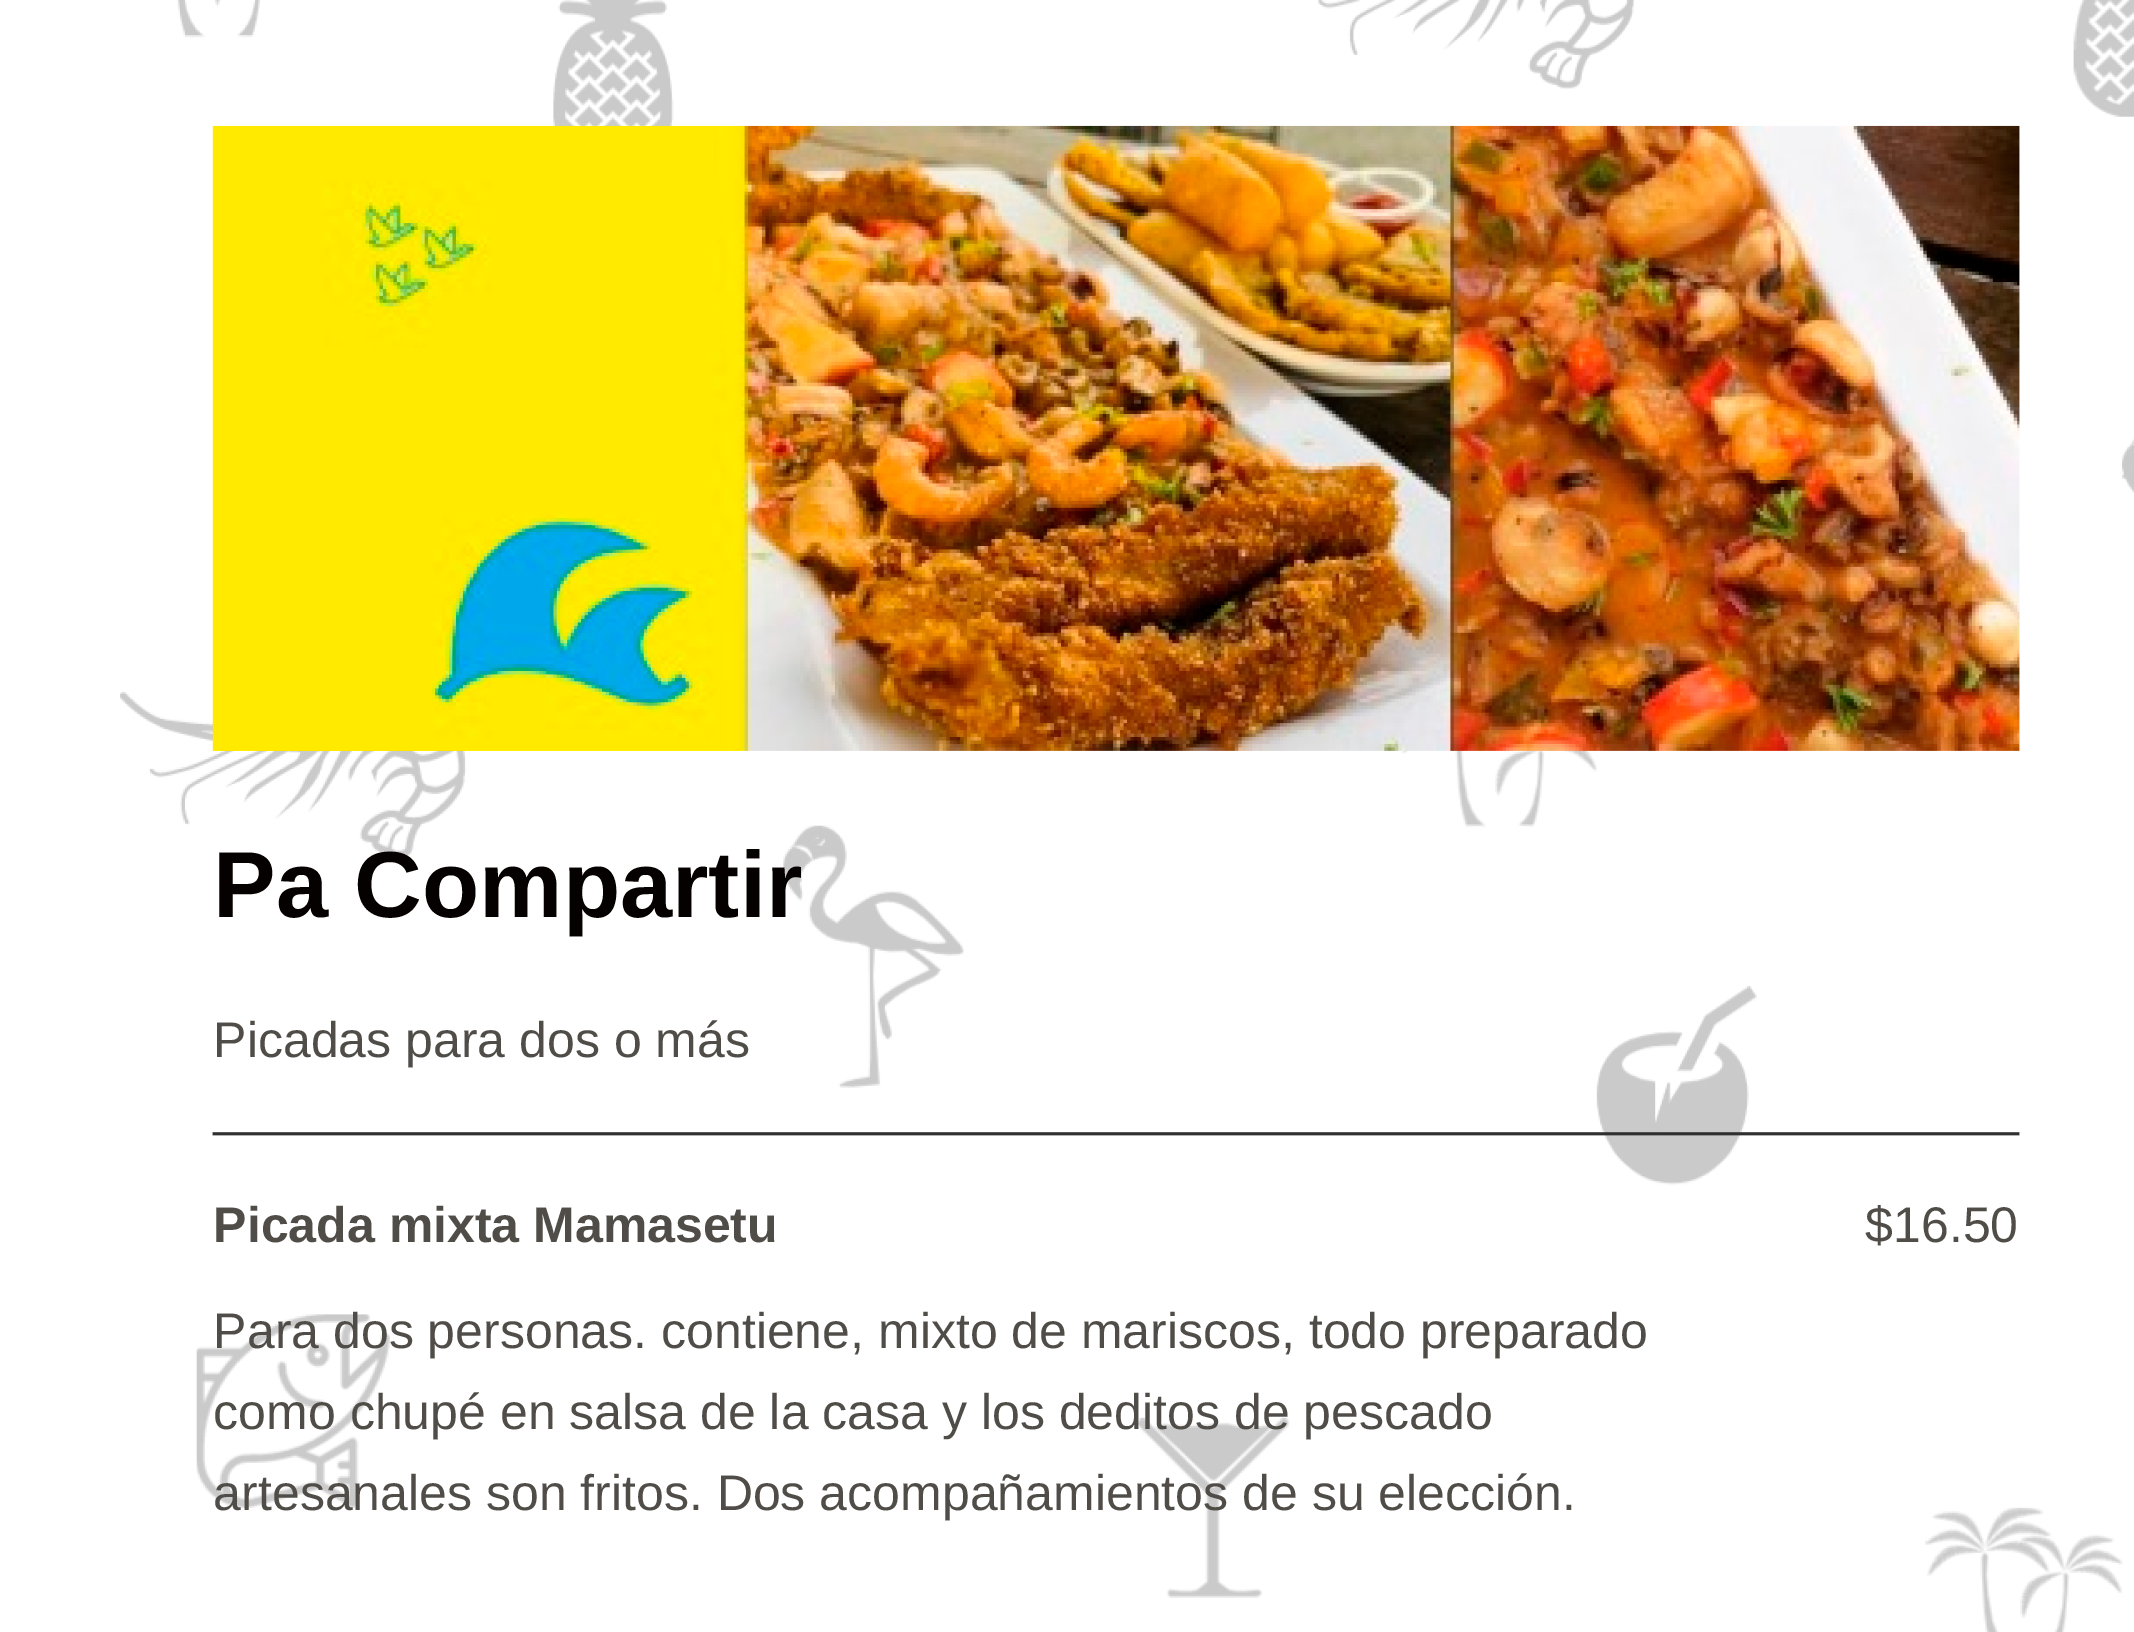 Pa Compartir
Picadas para dos o más
Picada mixta Mamasetu
$16.50
Para dos personas. contiene, mixto de mariscos, todo preparado
como chupé en salsa de la casa y los deditos de pescado
artesanales son fritos. Dos acompañamientos de su elección.